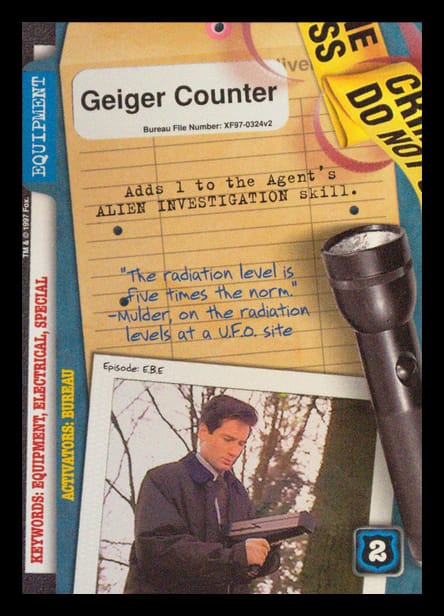 Geiger Counter
Bureau File Number: XF97-0324v2
EQUIPMENT
Adds 1 to the Agent's
ALIEN INVESTIGATION skill.
"The radiation level is
five times the norm."
-Mulder, on the radiation
levels at a U.F.O. site
Episode: E.B.E
TM & © 1997 Fox.
KEYWORDS: EQUIPMENT, ELECTRICAL, SPECIAL
ACTIVATORS: BUREAU
DO NOT
2